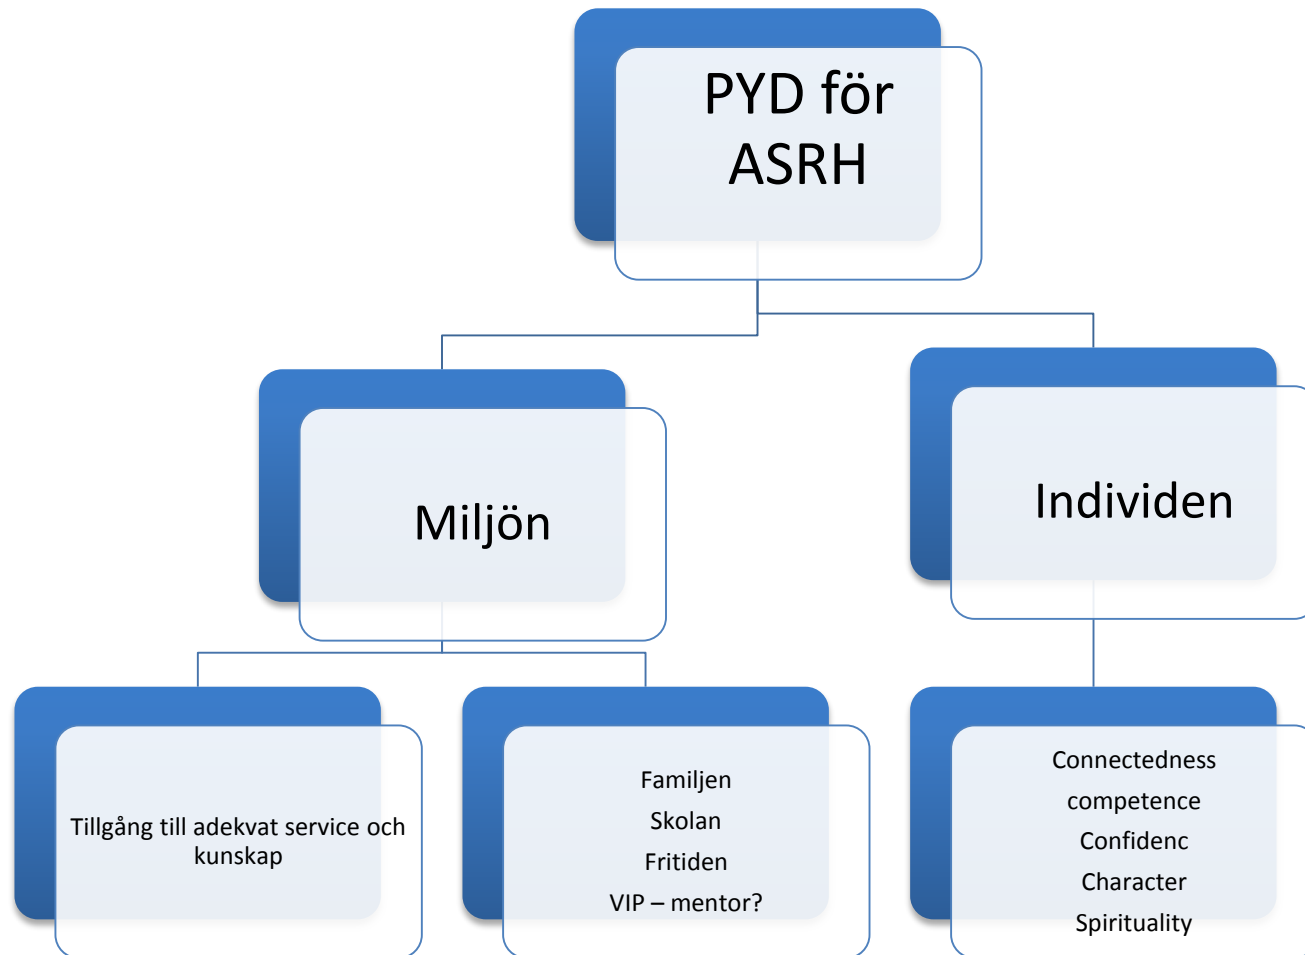 PYD för
ASRH
Miljön
Individen
Tillgång till adekvat service och
kunskap
Familjen
Skolan
Fritiden
VIP – mentor?
Connectedness
competence
Confidenc
Character
Spirituality